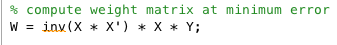 % compute weight matrix at minimum error
W = inv(X * X') * X * Y;